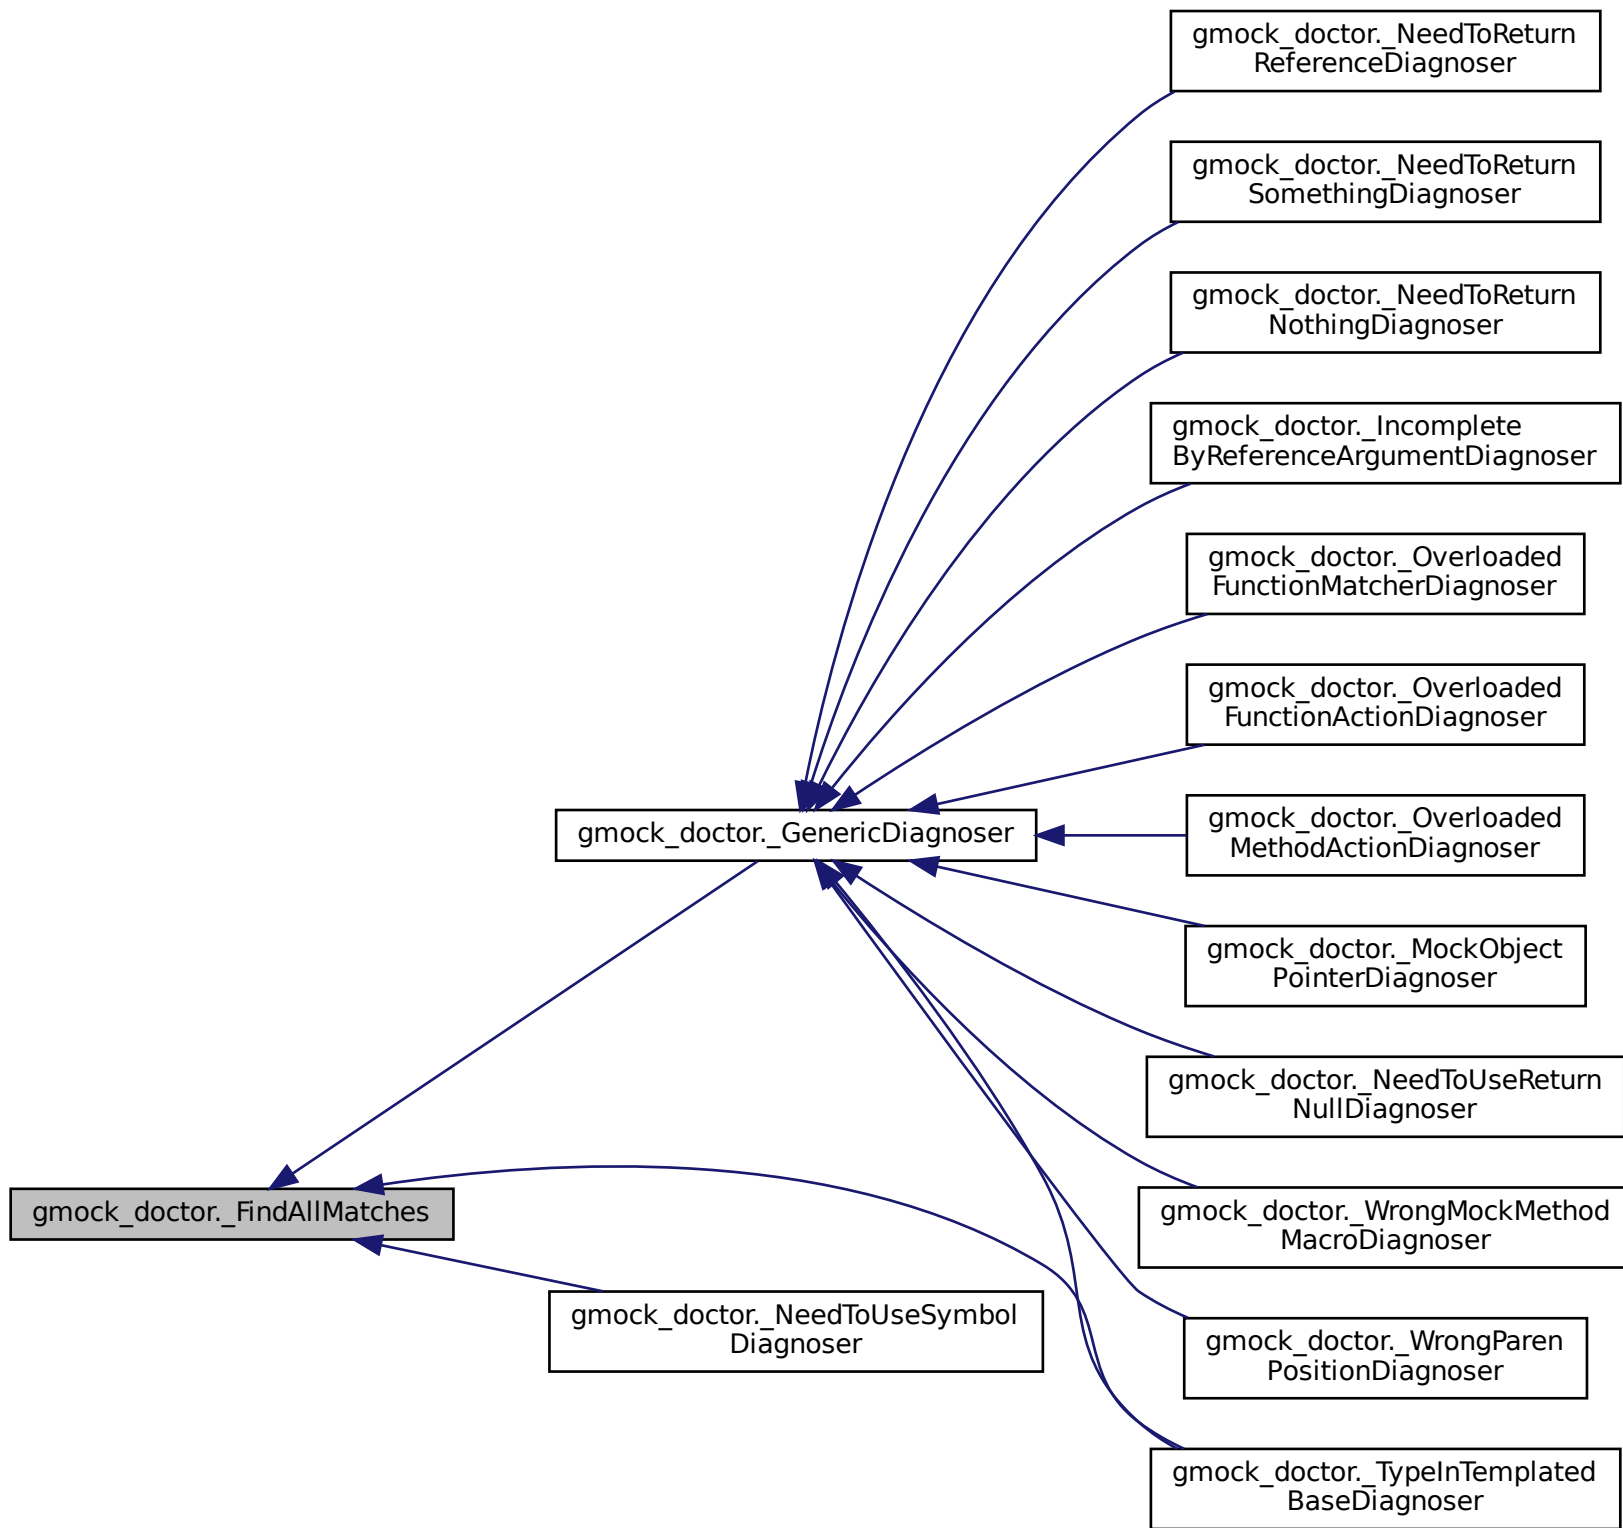 gmock_doctor._NeedToReturn
ReferenceDiagnoser
gmock_doctor._NeedToReturn
SomethingDiagnoser
gmock_doctor._NeedToReturn
NothingDiagnoser
gmock_doctor._Incomplete
ByReferenceArgumentDiagnoser
gmock_doctor._Overloaded
FunctionMatcherDiagnoser
gmock_doctor._Overloaded
FunctionActionDiagnoser
gmock_doctor._GenericDiagnoser
gmock_doctor._Overloaded
MethodActionDiagnoser
gmock_doctor._MockObject
PointerDiagnoser
gmock_doctor._NeedToUseReturn
NullDiagnoser
gmock_doctor._FindAllMatches
gmock_doctor._WrongMockMethod
MacroDiagnoser
gmock_doctor._NeedToUseSymbol
Diagnoser
gmock_doctor._WrongParen
PositionDiagnoser
gmock_doctor._TypeInTemplated
BaseDiagnoser